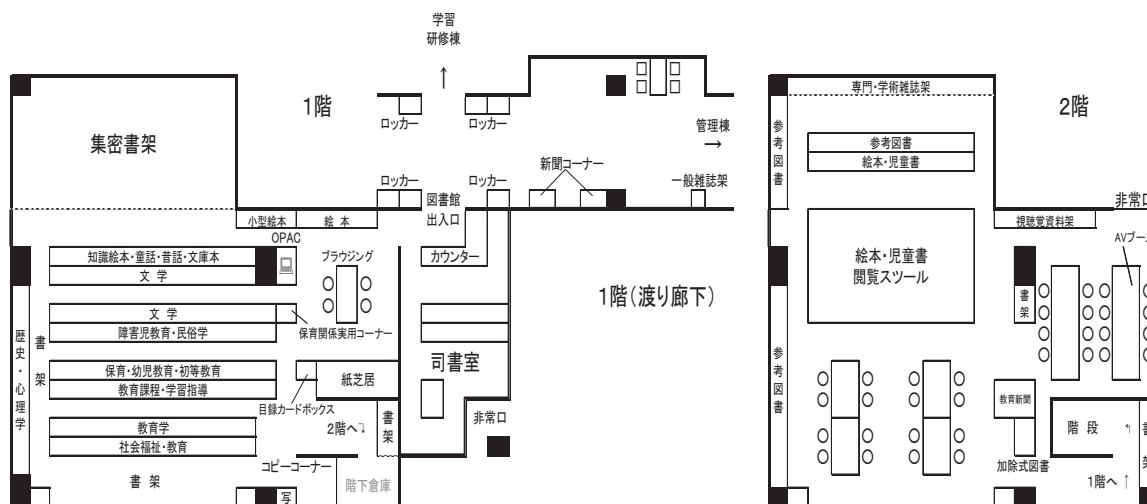 学習
研修棟
↑
1階
集密書架
ロッカー
ロッカー
管理棟
→
新聞コーナー
ロッカー
ロッカー
一般雑誌架
図書館
出入口
小型絵本
絵本
OPAC
知識絵本・童話・昔話・文庫本
文学
ブラウジング
カウンター
1階(渡り廊下)
文学
障害児教育・民俗学
保育関係実用コーナー
歴史・心理学
書架
保育・幼児教育・初等教育
教育課程・学習指導
紙芝居
司書室
目録カードボックス
教育学
社会福祉・教育
2階へ
書架
非常口
書架
コピーコーナー
階下倉庫
写
2階
専門・学術雑誌架
参考図書
参考図書
絵本・児童書
非常口
視聴覚資料架
絵本・児童書
閲覧スツール
書架
参考図書
教育新聞
加除式図書
階段
1階へ ↑